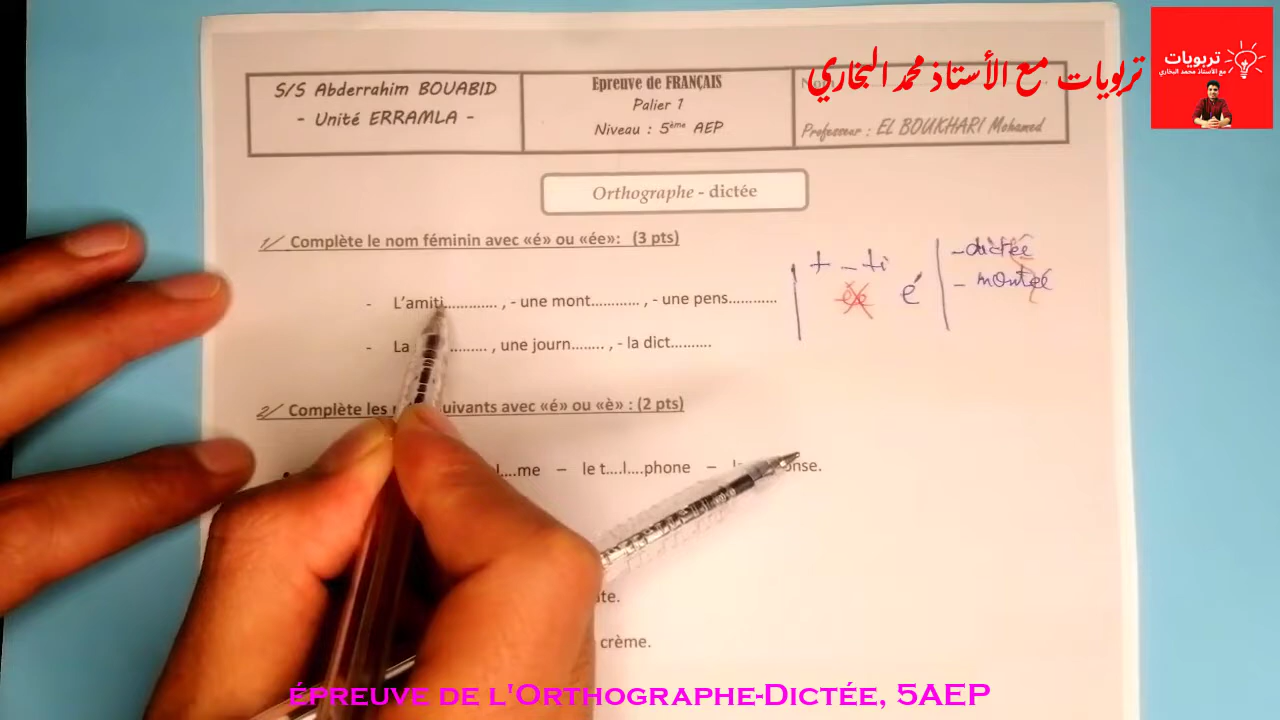 تربويات مع الأستاذ محمد البخاري
تربويات
مع الأستاذ محمد البخاري
S/S Abderrahim BOUABID
- Unité ERRAMLA -
Epreuve de FRANÇAIS
Palier 1
Niveau : 5ème AEP
Professeur : EL BOUKHARI Mohamed
Orthographe - dictée
1/ Complète le nom féminin avec «é» ou «ée»: (3 pts)
- L'amiti............ , - une mont............ , - une pens............
- La ......... , une journ........ , - la dict..........
t - ti
ée é
- dictée
- montée
2/ Complète les uivants avec «é» ou «è» : (2 pts)
l....me – le t....l....phone – l onse.
te.
crème.
épreuve de l'Orthographe-Dictée, 5AEP